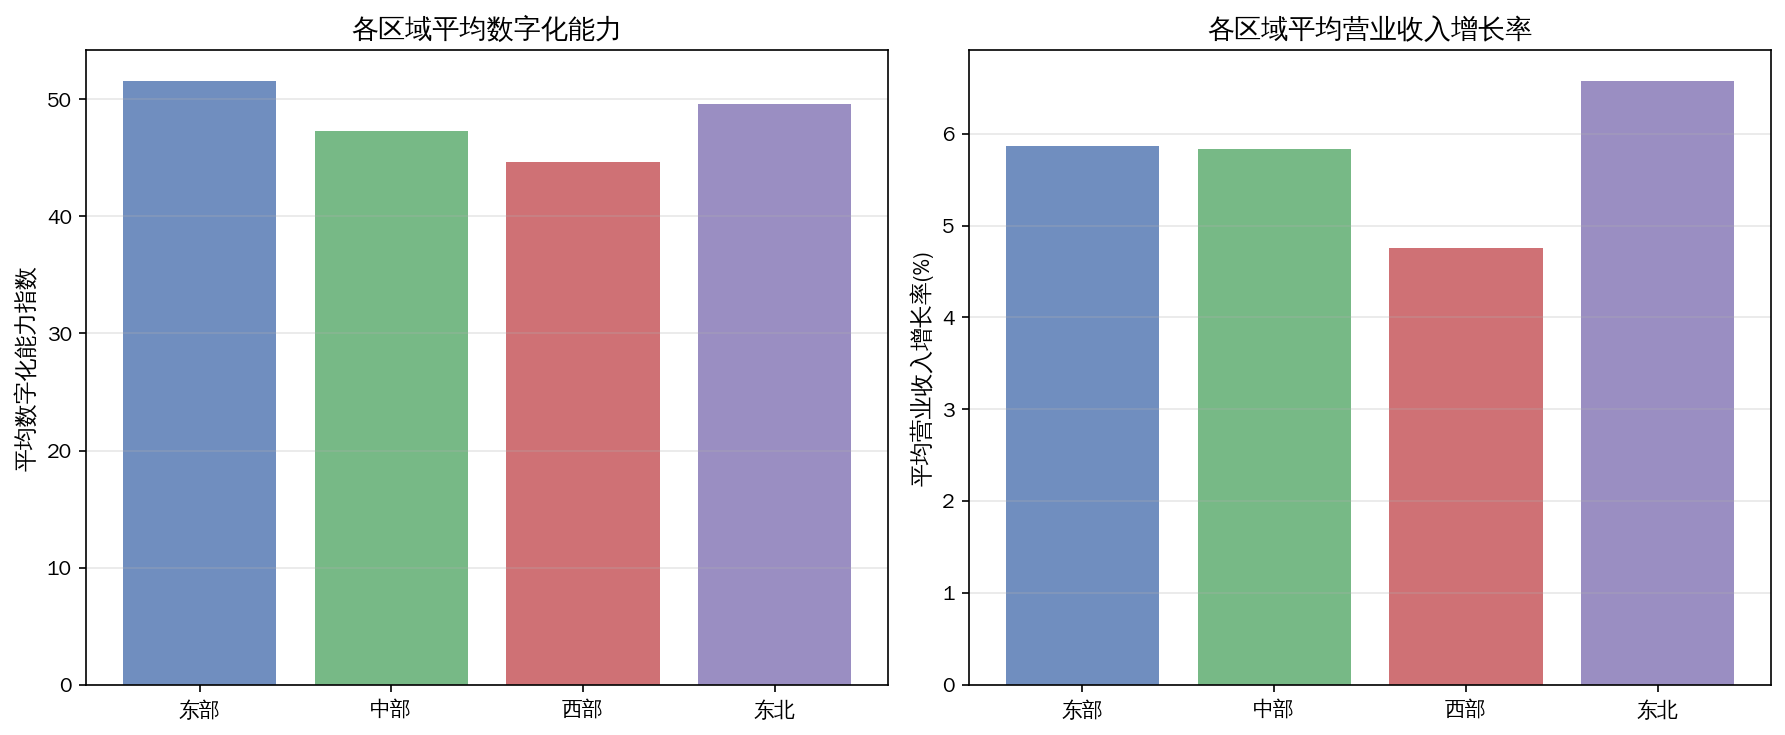 各区域平均数字化能力
平均数字化能力指数
50
40
30
20
10
0
东部 中部 西部 东北
各区域平均营业收入增长率
平均营业收入增长率(%)
6
5
4
3
2
1
0
东部 中部 西部 东北